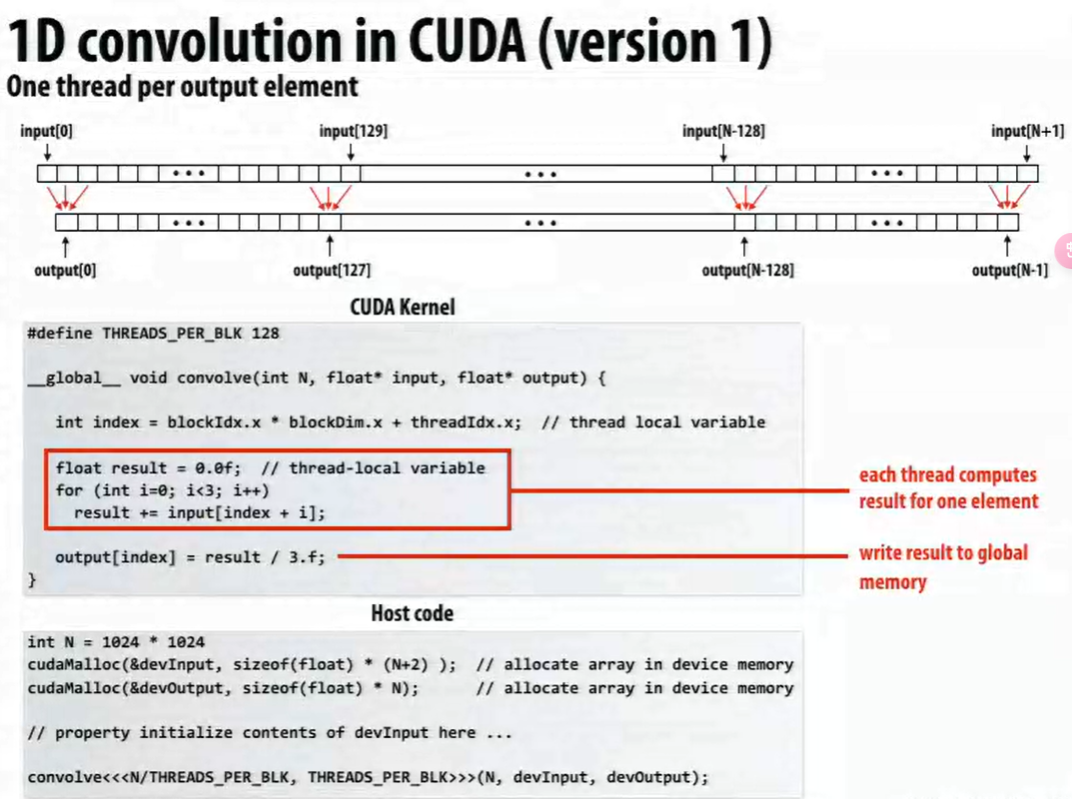 1D convolution in CUDA (version 1)
One thread per output element
input[0] input[129] input[N-128] input[N+1]
output[0] output[127] output[N-128] output[N-1]
CUDA Kernel
#define THREADS_PER_BLK 128
__global__ void convolve(int N, float* input, float* output) {
int index = blockIdx.x * blockDim.x + threadIdx.x;  // thread local variable
float result = 0.0f;  // thread-local variable
for (int i=0; i<3; i++)
result += input[index + i];
each thread computes
result for one element
output[index] = result / 3.f;
write result to global
memory
}
Host code
int N = 1024 * 1024
cudaMalloc(&devInput, sizeof(float) * (N+2) );  // allocate array in device memory
cudaMalloc(&devOutput, sizeof(float) * N);      // allocate array in device memory
// property initialize contents of devInput here ...
convolve<<<N/THREADS_PER_BLK, THREADS_PER_BLK>>>(N, devInput, devOutput);